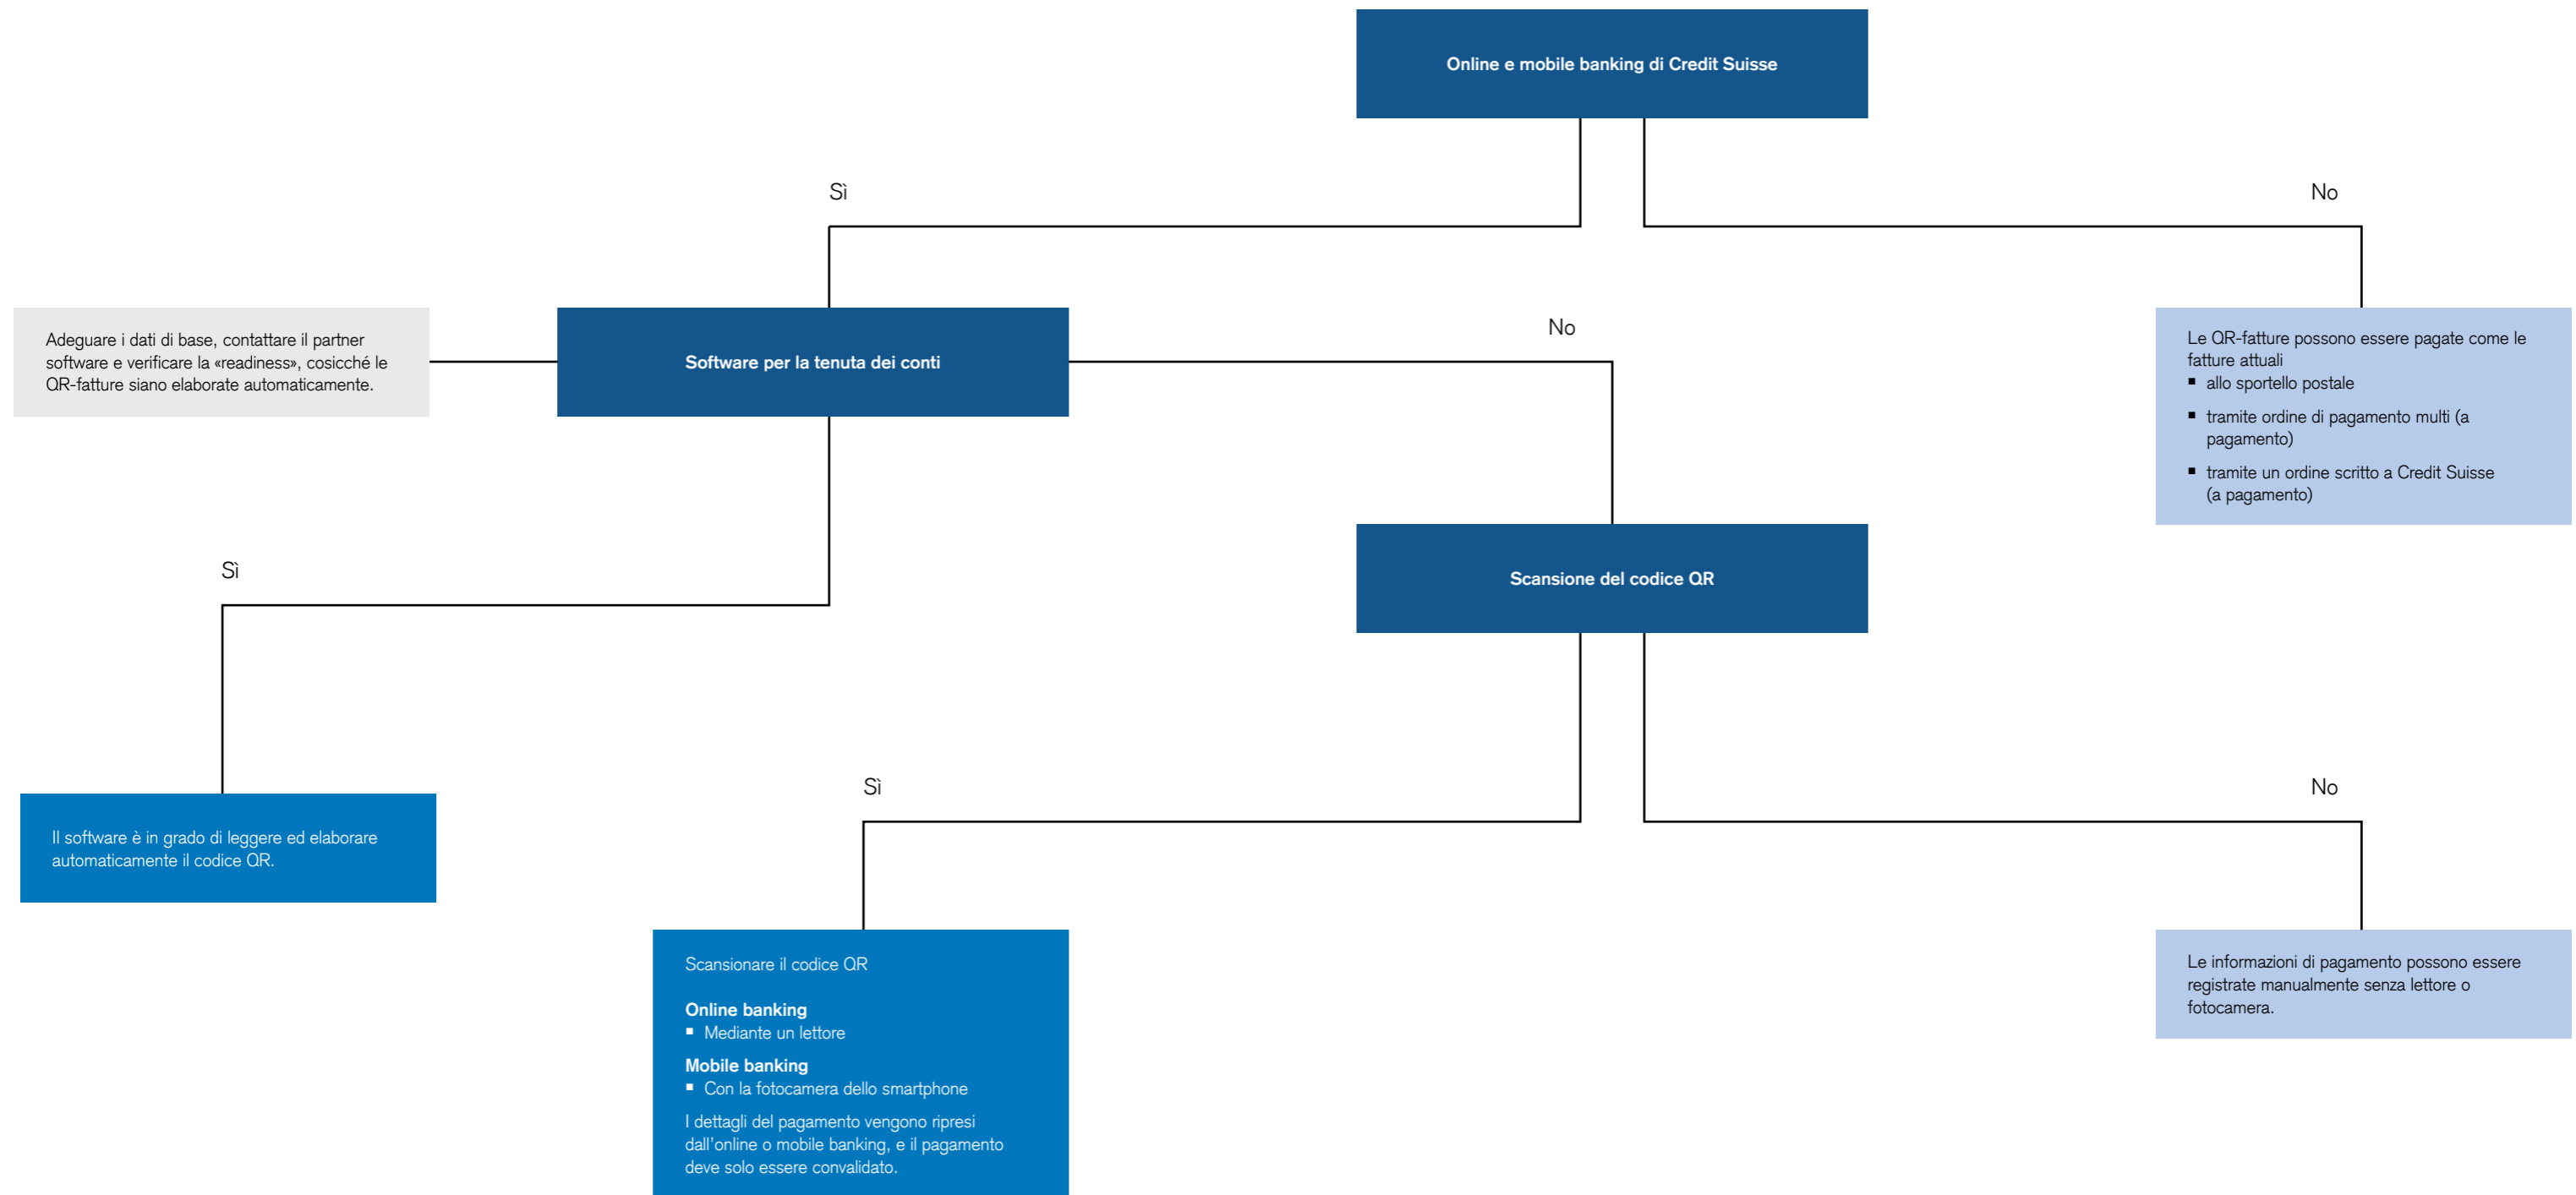 Online e mobile banking di Credit Suisse
Sì
No
Adeguare i dati di base, contattare il partner
software e verificare la «readiness», cosicché le
QR-fatture siano elaborate automaticamente.
Software per la tenuta dei conti
No
Le QR-fatture possono essere pagate come le
fatture attuali
▪ allo sportello postale
▪ tramite ordine di pagamento multi (a
pagamento)
▪ tramite un ordine scritto a Credit Suisse
(a pagamento)
Scansione del codice QR
Sì
Il software è in grado di leggere ed elaborare
automaticamente il codice QR.
Sì
No
Scansionare il codice QR
Online banking
▪ Mediante un lettore
Mobile banking
▪ Con la fotocamera dello smartphone
I dettagli del pagamento vengono ripresi
dall'online o mobile banking, e il pagamento
deve solo essere convalidato.
Le informazioni di pagamento possono essere
registrate manualmente senza lettore o
fotocamera.